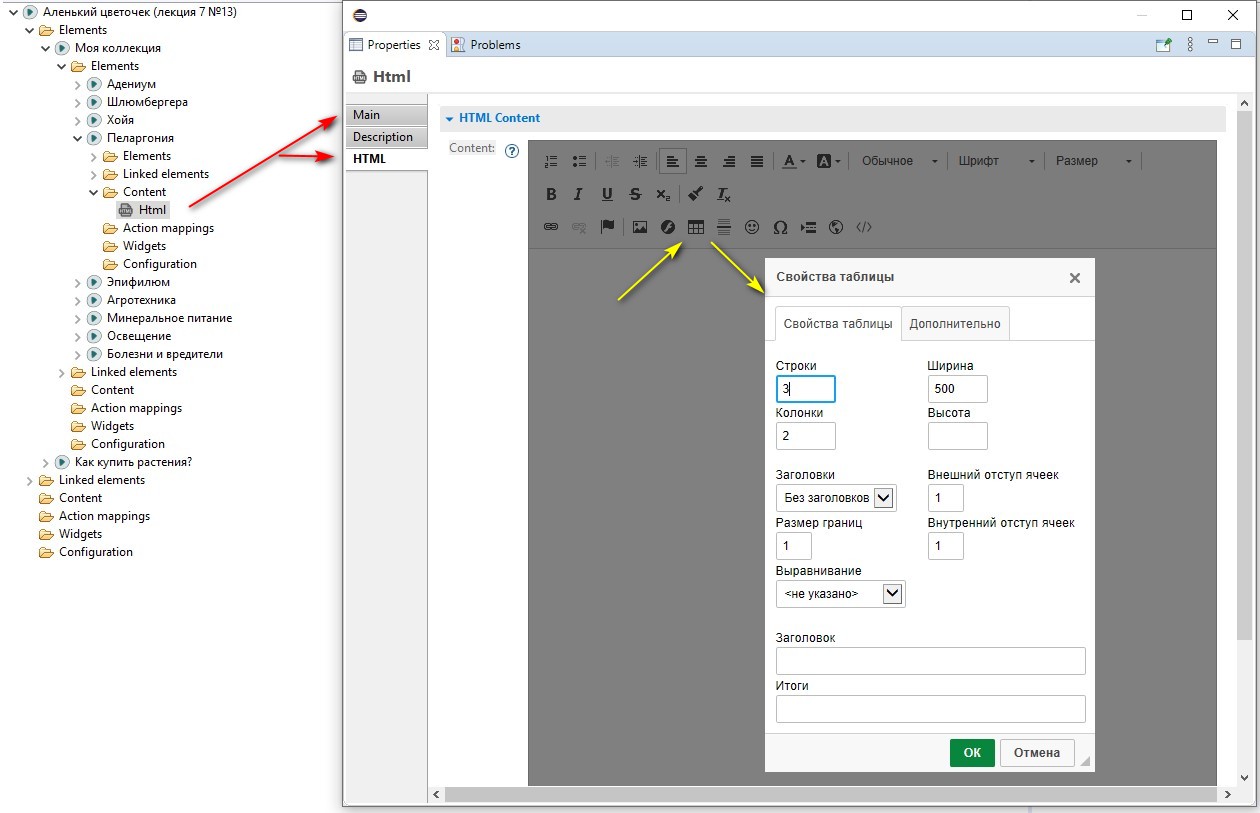 Аленький цветочек (лекция 7 №13)
Elements
Моя коллекция
Elements
Адениум
Шлюмбергера
Хойя
Пеларгония
Elements
Linked elements
Content
Html
Action mappings
Widgets
Configuration
Эпифилюм
Агротехника
Минеральное питание
Освещение
Болезни и вредители
Linked elements
Content
Action mappings
Widgets
Configuration
Как купить растения?
Linked elements
Content
Action mappings
Widgets
Configuration
Properties Problems
Html
Main
Description
HTML
HTML Content
Content:
Обычное Шрифт Размер
Свойства таблицы
Свойства таблицы Дополнительно
Строки Ширина
3 500
Колонки Высота
2
Заголовки Внешний отступ ячеек
Без заголовков 1
Размер границ Внутренний отступ ячеек
1 1
Выравнивание
<не указано>
Заголовок
Итоги
ОК Отмена